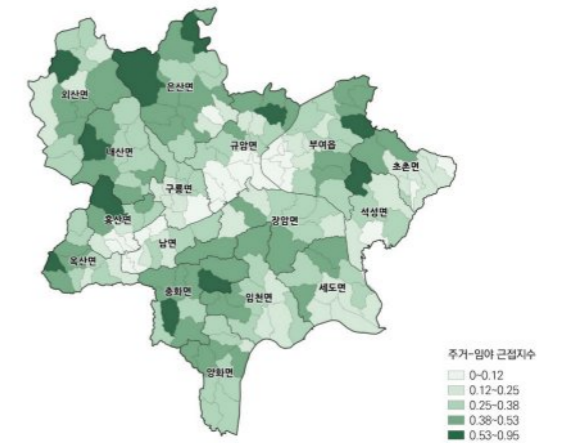 외산면
은산면
내산면
규암면
부여읍
초촌면
구룡면
홍산면
석성면
장암면
남면
옥산면
충화면
임천면
세도면
양화면
주거-임야 근접지수
0~0.12
0.12~0.25
0.25~0.38
0.38~0.53
0.53~0.95